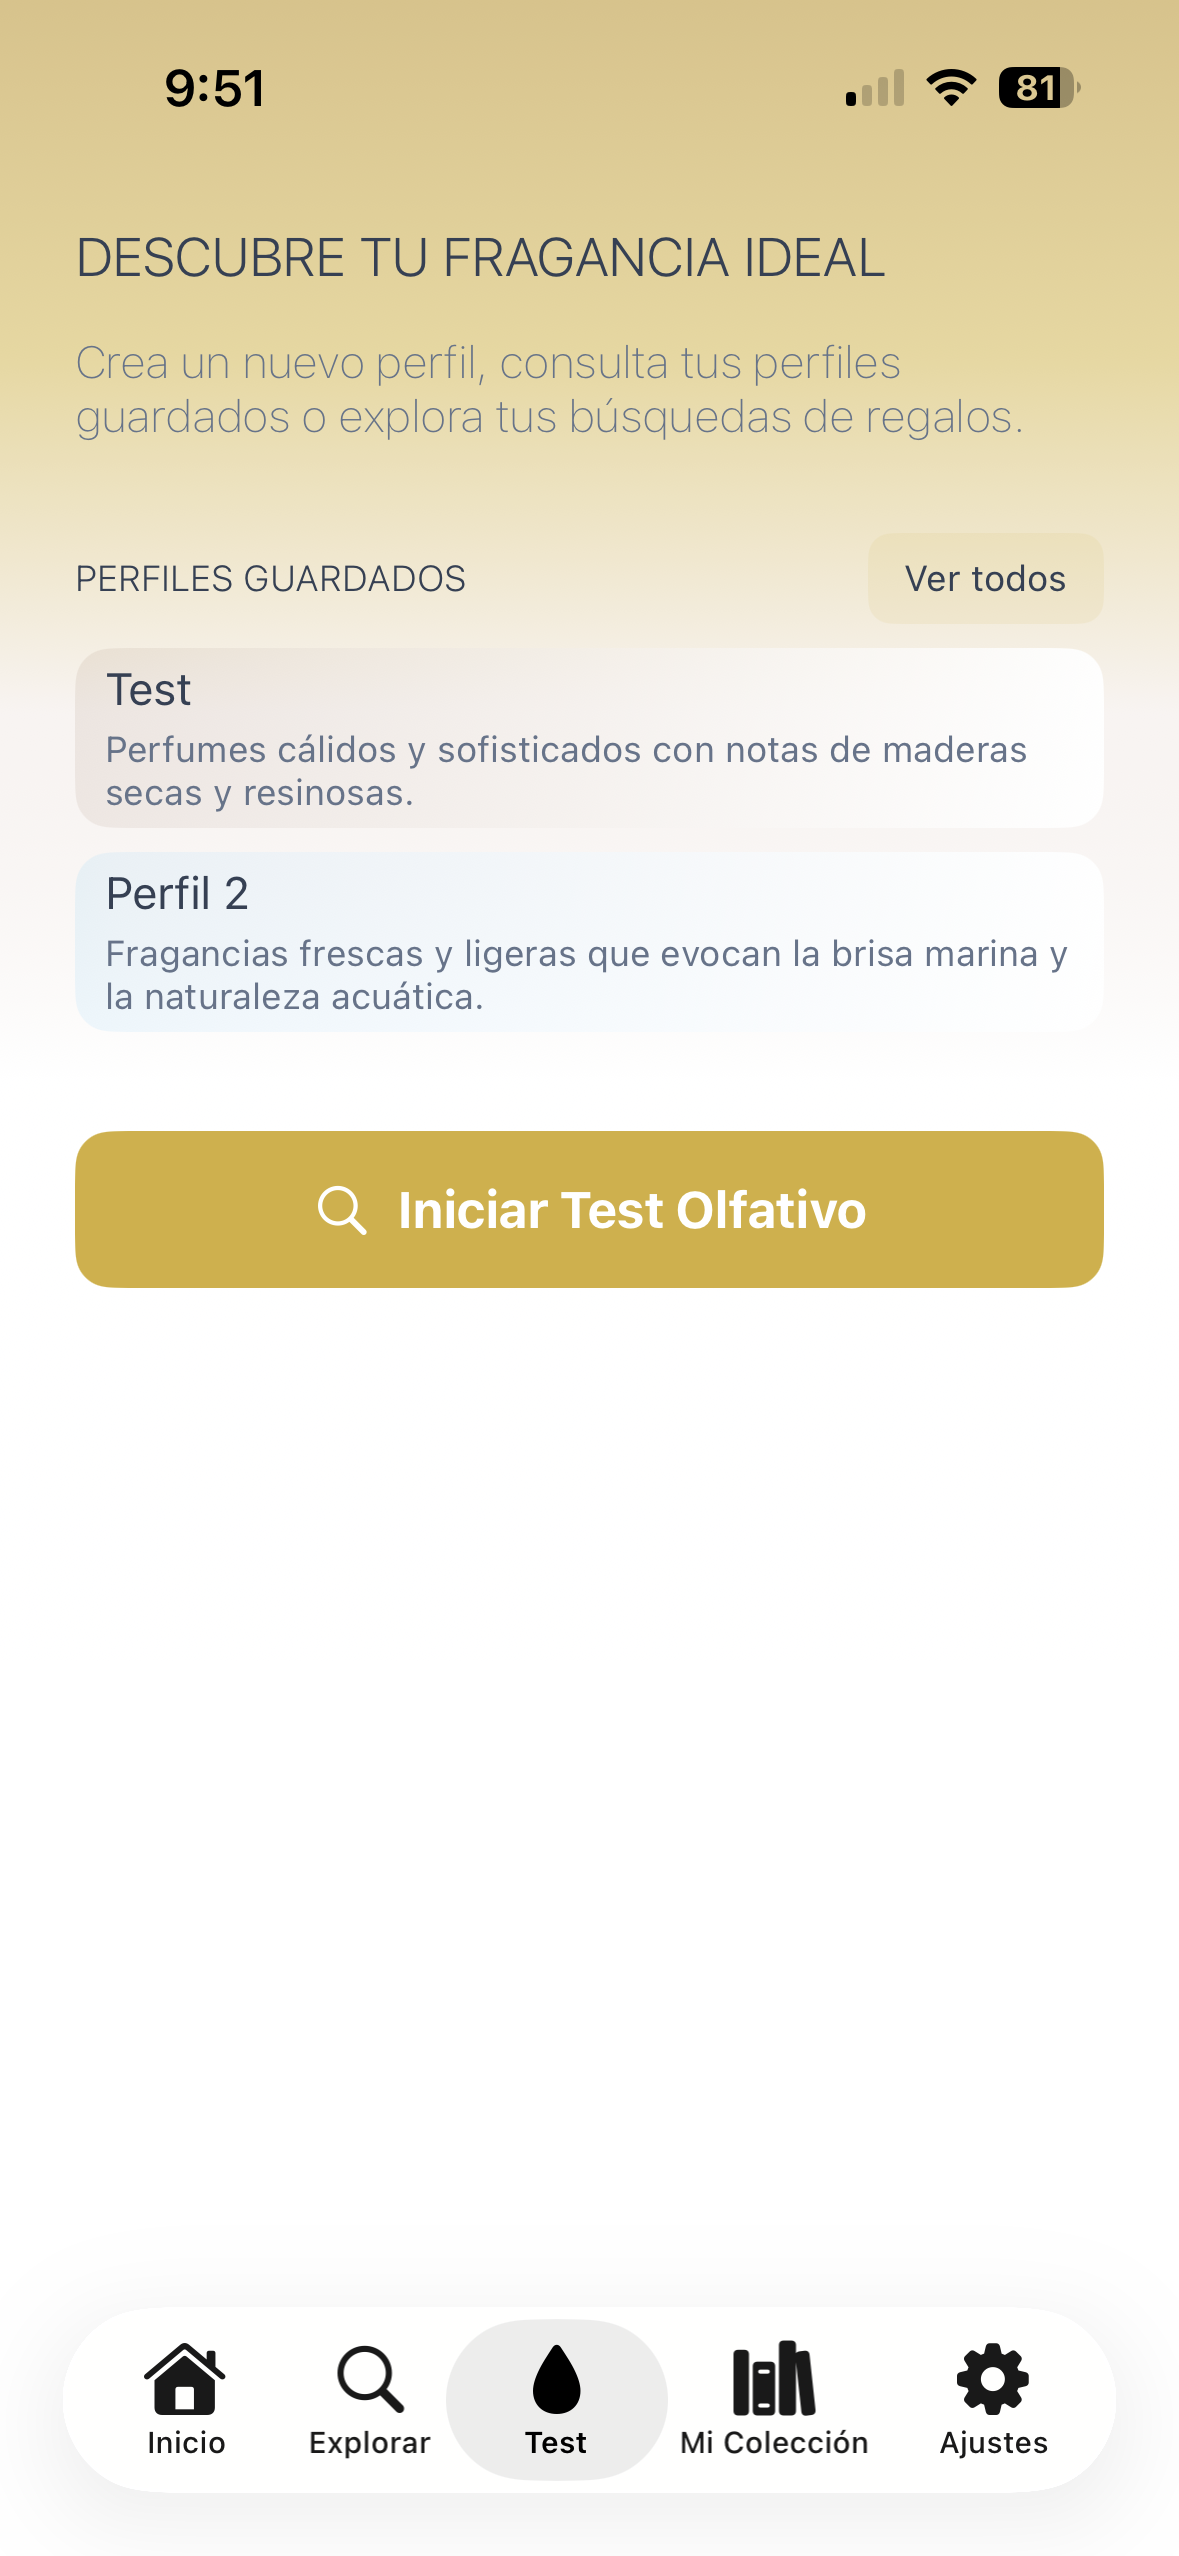 9:51
81
DESCUBRE TU FRAGANCIA IDEAL
Crea un nuevo perfil, consulta tus perfiles
guardados o explora tus búsquedas de regalos.
PERFILES GUARDADOS
Ver todos
Test
Perfumes cálidos y sofisticados con notas de maderas
secas y resinosas.
Perfil 2
Fragancias frescas y ligeras que evocan la brisa marina y
la naturaleza acuática.
Iniciar Test Olfativo
Inicio
Explorar
Test
Mi Colección
Ajustes